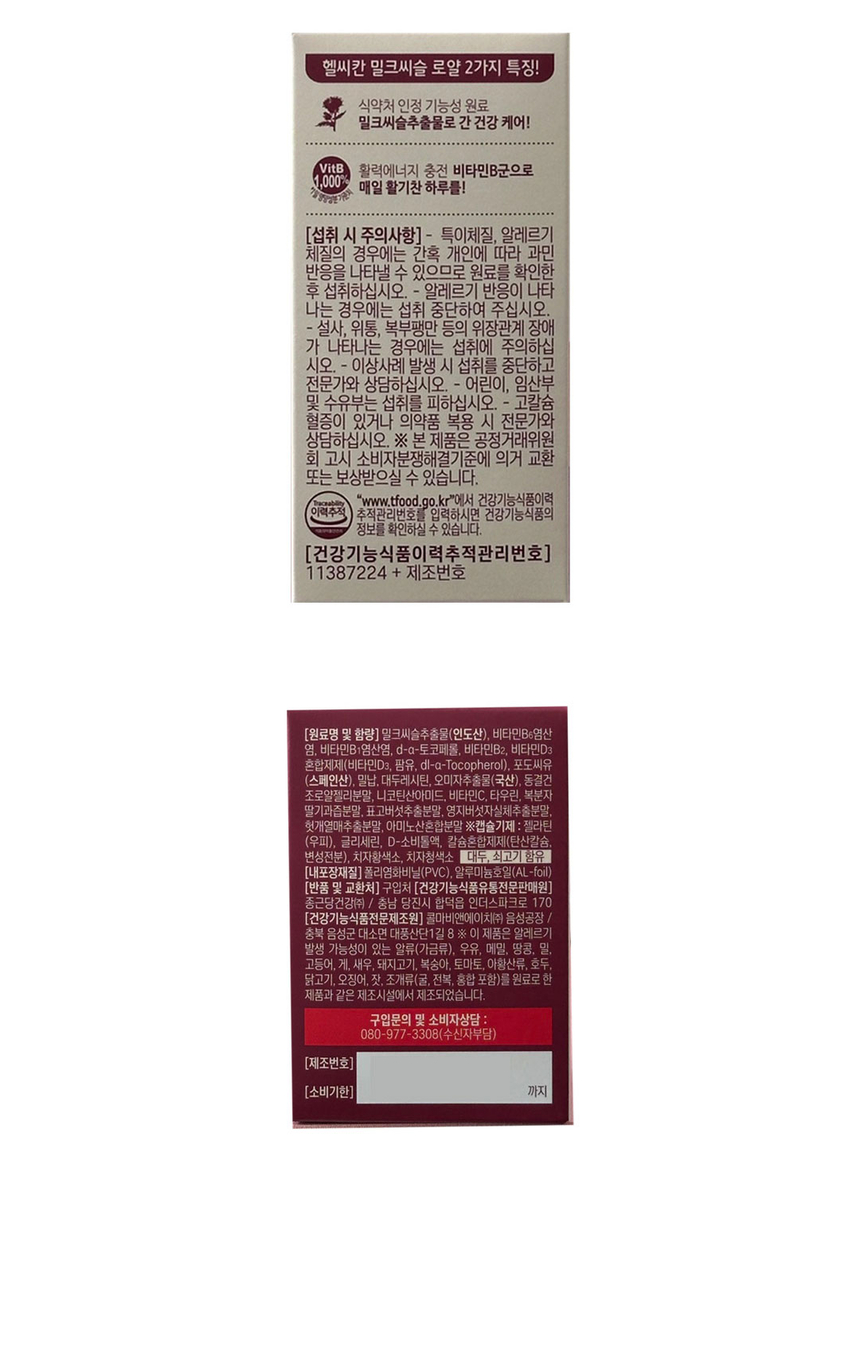 헬씨칸 밀크씨슬 로얄 2가지 특징!
식약처 인정 기능성 원료
밀크씨슬추출물로 간 건강 케어!
VitB
1,000%
활력에너지 충전 비타민B군으로
매일 활기찬 하루를!
[섭취 시 주의사항] - 특이체질, 알레르기
체질의 경우에는 간혹 개인에 따라 과민
반응을 나타낼 수 있으므로 원료를 확인한
후 섭취하십시오. - 알레르기 반응이 나타
나는 경우에는 섭취 중단하여 주십시오.
- 설사, 위통, 복부팽만 등의 위장관계 장애
가 나타나는 경우에는 섭취에 주의하십
시오. - 이상사례 발생 시 섭취를 중단하고
전문가와 상담하십시오. - 어린이, 임산부
및 수유부는 섭취를 피하십시오. - 고칼슘
혈증이 있거나 의약품 복용 시 전문가와
상담하십시오. ※ 본 제품은 공정거래위원
회 고시 소비자분쟁해결기준에 의거 교환
또는 보상받으실 수 있습니다.
Traceability
이력추적
"www.tfood.go.kr"에서 건강기능식품이력
추적관리번호를 입력하시면 건강기능식품의
정보를 확인하실 수 있습니다.
[건강기능식품이력추적관리번호]
11387224 + 제조번호
[원료명 및 함량] 밀크씨슬추출물(인도산), 비타민B6염산
염, 비타민B1염산염, d-α-토코페롤, 비타민B2, 비타민D3
혼합제제(비타민D3, 팜유, dl-α-Tocopherol), 포도씨유
(스페인산), 밀납, 대두레시틴, 오미자추출물(국산), 동결건
조로얄젤리분말, 니코틴산아미드, 비타민C, 타우린, 복분자
딸기과즙분말, 표고버섯추출분말, 영지버섯자실체추출분말,
헛개열매추출분말, 아미노산혼합분말 ※캡슐기제 : 젤라틴
(우피), 글리세린, D-소비톨액, 칼슘혼합제제(탄산칼슘,
변성전분), 치자황색소, 치자청색소 대두, 쇠고기 함유
[내포장재질] 폴리염화비닐(PVC), 알루미늄호일(AL-foil)
[반품 및 교환처] 구입처 [건강기능식품유통전문판매원]
종근당건강㈜ / 충남 당진시 합덕읍 인더스파크로 170
[건강기능식품전문제조원] 콜마비앤에이치㈜ 음성공장 /
충북 음성군 대소면 대풍산단1길 8 ※ 이 제품은 알레르기
발생 가능성이 있는 알류(가금류), 우유, 메밀, 땅콩, 밀,
고등어, 게, 새우, 돼지고기, 복숭아, 토마토, 아황산류, 호두,
닭고기, 오징어, 잣, 조개류(굴, 전복, 홍합 포함)를 원료로 한
제품과 같은 제조시설에서 제조되었습니다.
구입문의 및 소비자상담 :
080-977-3308(수신자부담)
[제조번호]
[소비기한] 까지